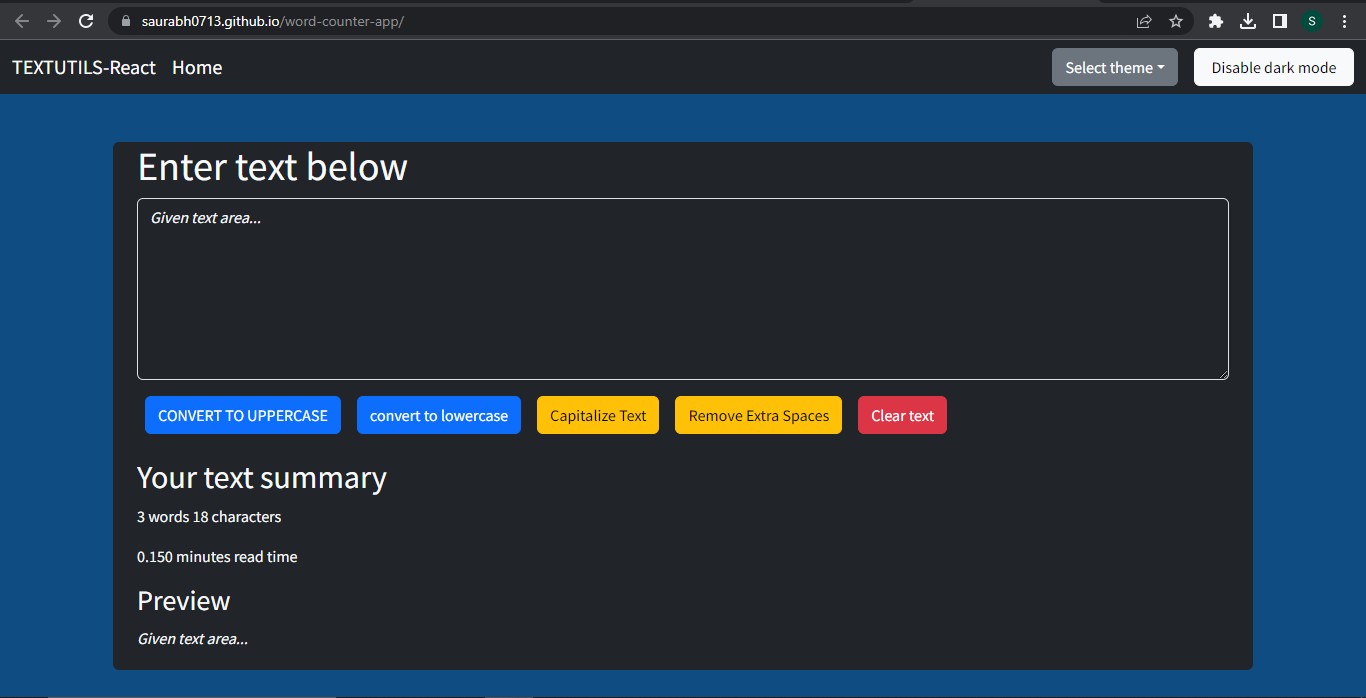 saurabh0713.github.io/word-counter-app/
S
TEXTUTILS-React Home Select theme Disable dark mode
Enter text below
Given text area...
CONVERT TO UPPERCASE convert to lowercase Capitalize Text Remove Extra Spaces Clear text
Your text summary
3 words 18 characters
0.150 minutes read time
Preview
Given text area...